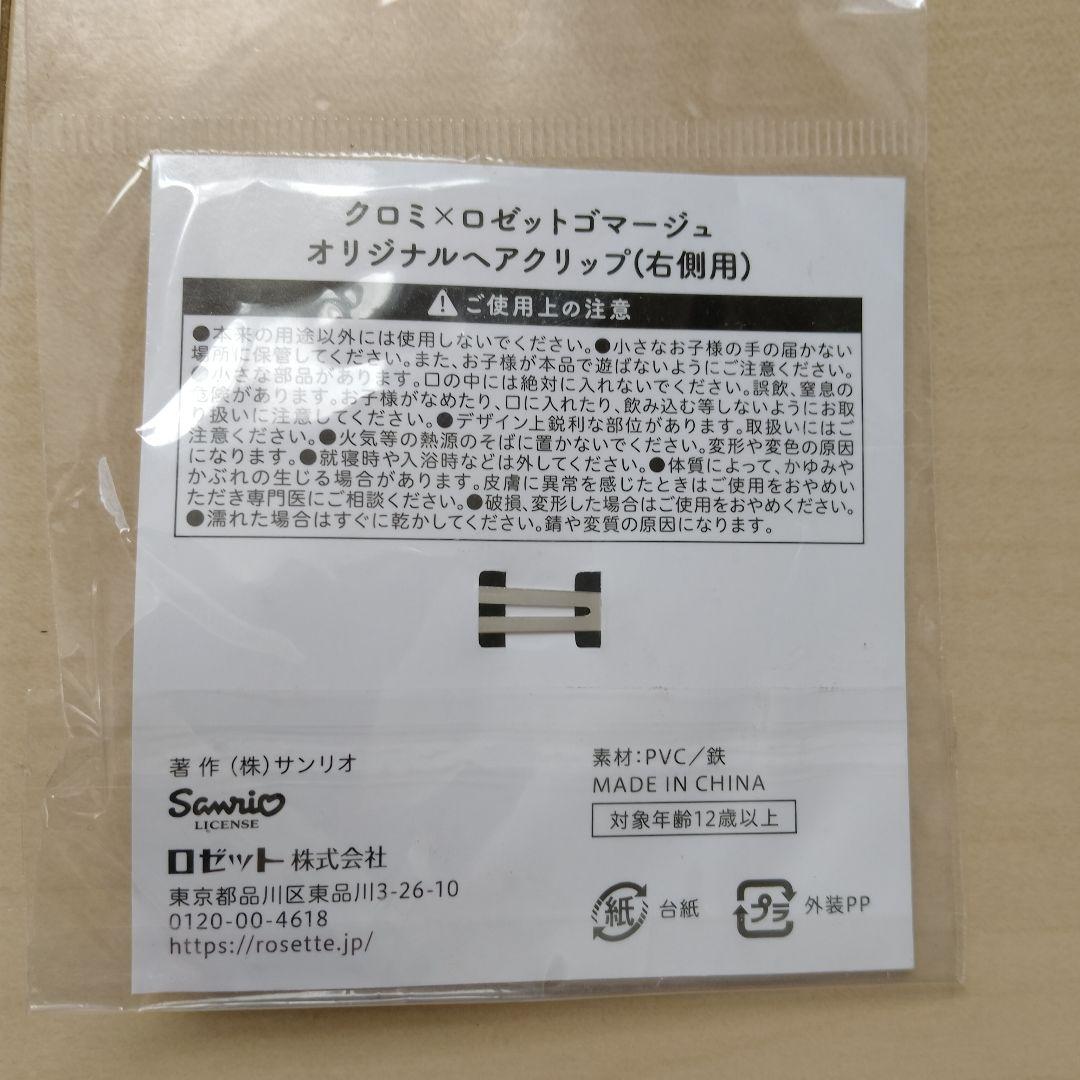 クロミ×ロゼットゴマージュ
オリジナルヘアクリップ(右側用)
ご使用上の注意
●本来の用途以外には使用しないでください。●小さなお子様の手の届かない
場所に保管してください。また、お子様が本品で遊ばないようにご注意ください。
●小さな部品があります。口の中には絶対に入れないでください。誤飲、窒息の
危険があります。お子様がなめたり、口に入れたり、飲み込む等しないようにお取
り扱いに注意してください。●デザイン上鋭利な部位があります。取扱いにはご
注意ください。●火気等の熱源のそばに置かないでください。変形や変色の原因
になります。●就寝時や入浴時などは外してください。●体質によって、かゆみや
かぶれの生じる場合があります。皮膚に異常を感じたときはご使用をおやめい
ただき専門医にご相談ください。●破損、変形した場合はご使用をおやめください。
●濡れた場合はすぐに乾かしてください。錆や変質の原因になります。
著作(株)サンリオ
Sanrio
LICENSE
ロゼット株式会社
東京都品川区東品川3-26-10
0120-00-4618
https://rosette.jp/
素材:PVC/鉄
MADE IN CHINA
対象年齢12歳以上
紙 台紙
プラ 外装PP